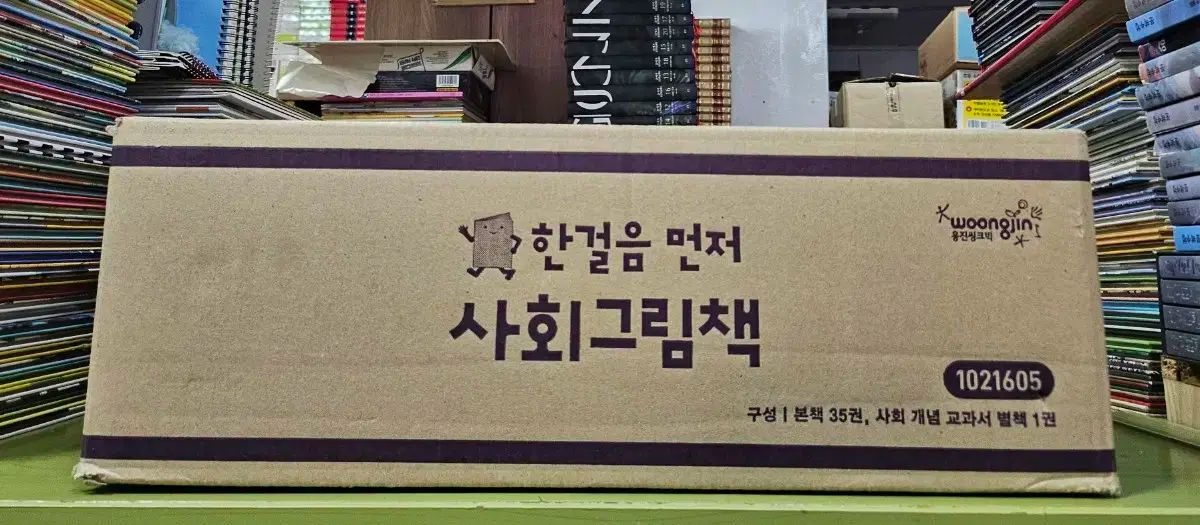 한걸음 먼저
사회그림책
woongjin
웅진씽크빅
1021605
구성 | 본책 35권, 사회 개념 교과서 별책 1권